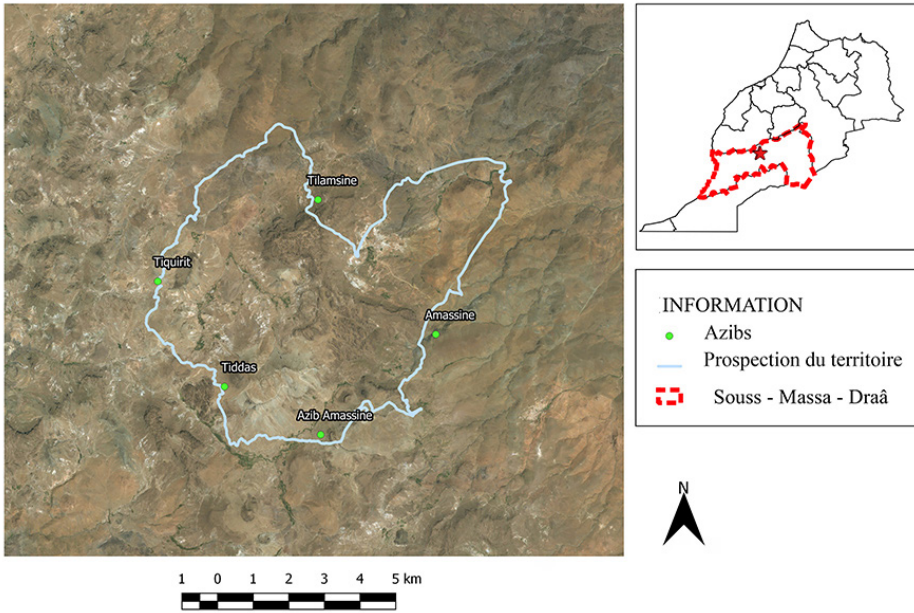 Tilamsine
Tiquirit
Amassine
Tiddas
Azib Amassine
INFORMATION
Azibs
Prospection du territoire
Souss - Massa - Draâ
N
1 0 1 2 3 4 5 km